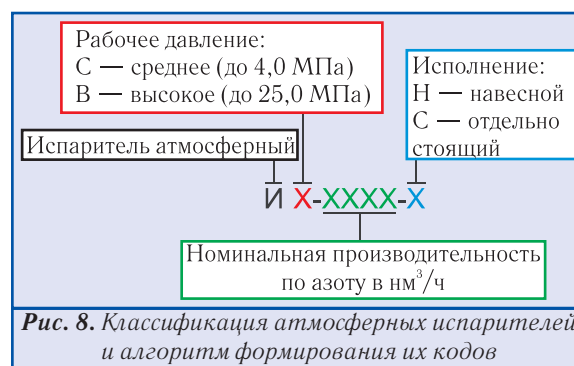 Рабочее давление:
С — среднее (до 4,0 МПа)
В — высокое (до 25,0 МПа)
Исполнение:
Н — навесной
С — отдельно
стоящий
Испаритель атмосферный
И Х-ХХХХ-Х
Номинальная производительность
по азоту в нм³/ч
Рис. 8. Классификация атмосферных испарителей
и алгоритм формирования их кодов